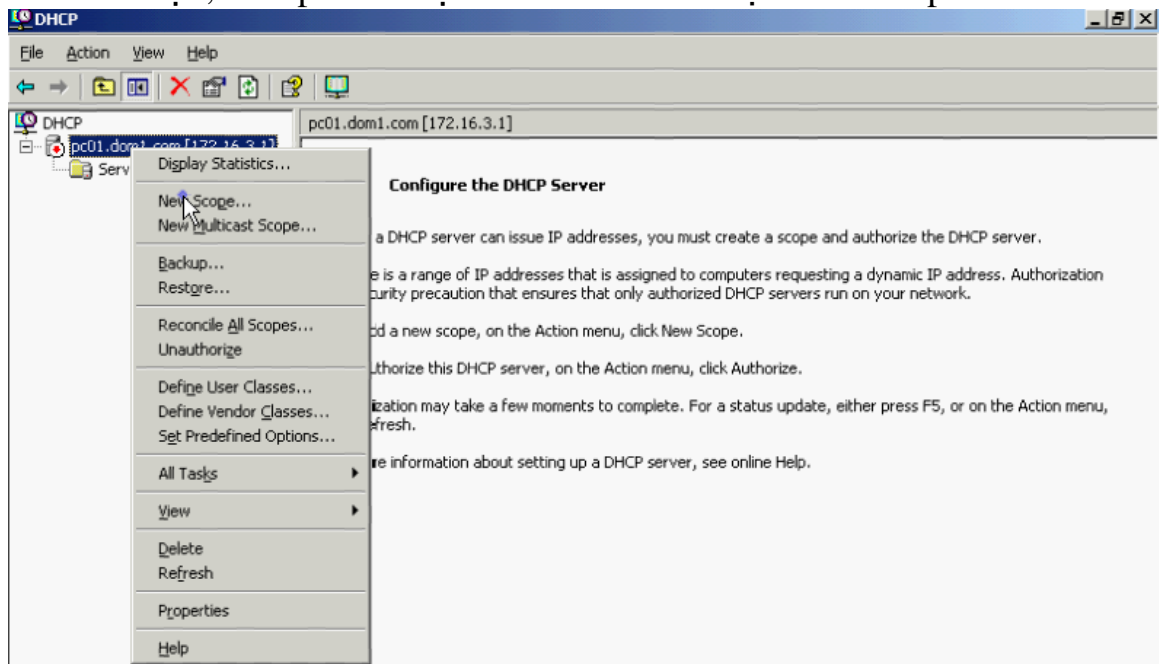 DHCP
File Action View Help
DHCP
pc01.dom1.com [172.16.3.1]
Serv
pc01.dom1.com [172.16.3.1]
Display Statistics...
New Scope...
New Multicast Scope...
Backup...
Restore...
Reconcile All Scopes...
Unauthorize
Define User Classes...
Define Vendor Classes...
Set Predefined Options...
All Tasks
View
Delete
Refresh
Properties
Help
Configure the DHCP Server
a DHCP server can issue IP addresses, you must create a scope and authorize the DHCP server.
e is a range of IP addresses that is assigned to computers requesting a dynamic IP address. Authorization
curity precaution that ensures that only authorized DHCP servers run on your network.
dd a new scope, on the Action menu, click New Scope.
uthorize this DHCP server, on the Action menu, click Authorize.
ization may take a few moments to complete. For a status update, either press F5, or on the Action menu,
efresh.
re information about setting up a DHCP server, see online Help.